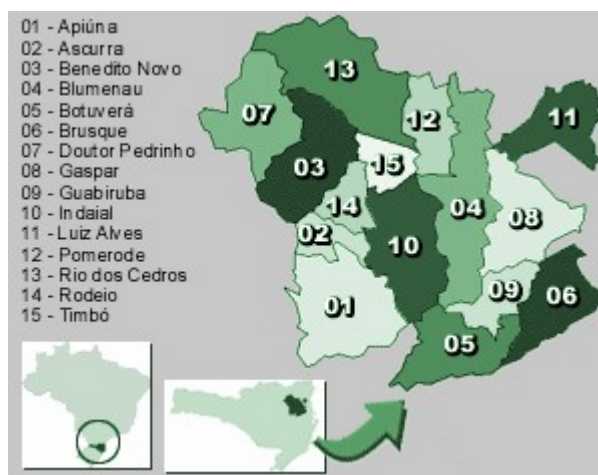 01 - Apiúna
02 - Ascurra
03 - Benedito Novo
04 - Blumenau
05 - Botuverá
06 - Brusque
07 - Doutor Pedrinho
08 - Gaspar
09 - Guabiruba
10 - Indaial
11 - Luiz Alves
12 - Pomerode
13 - Rio dos Cedros
14 - Rodeio
15 - Timbó
13
07
12
11
03
15
14
04
08
02
10
09
06
01
05